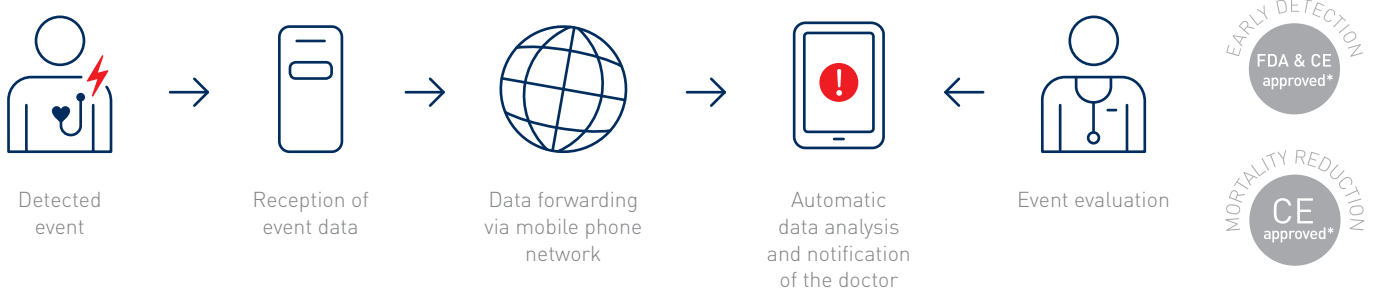 Detected
event
Reception of
event data
Data forwarding
via mobile phone
network
Automatic
data analysis
and notification
of the doctor
Event evaluation
EARLY DETECTION
FDA & CE
approved*
MORTALITY REDUCTION
CE
approved*